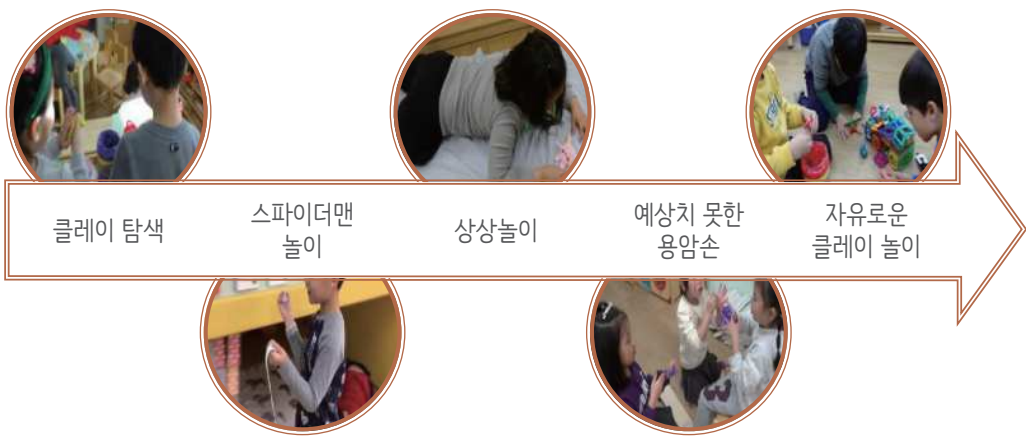 클레이 탐색
스파이더맨
놀이
상상놀이
예상치 못한
용암손
자유로운
클레이 놀이